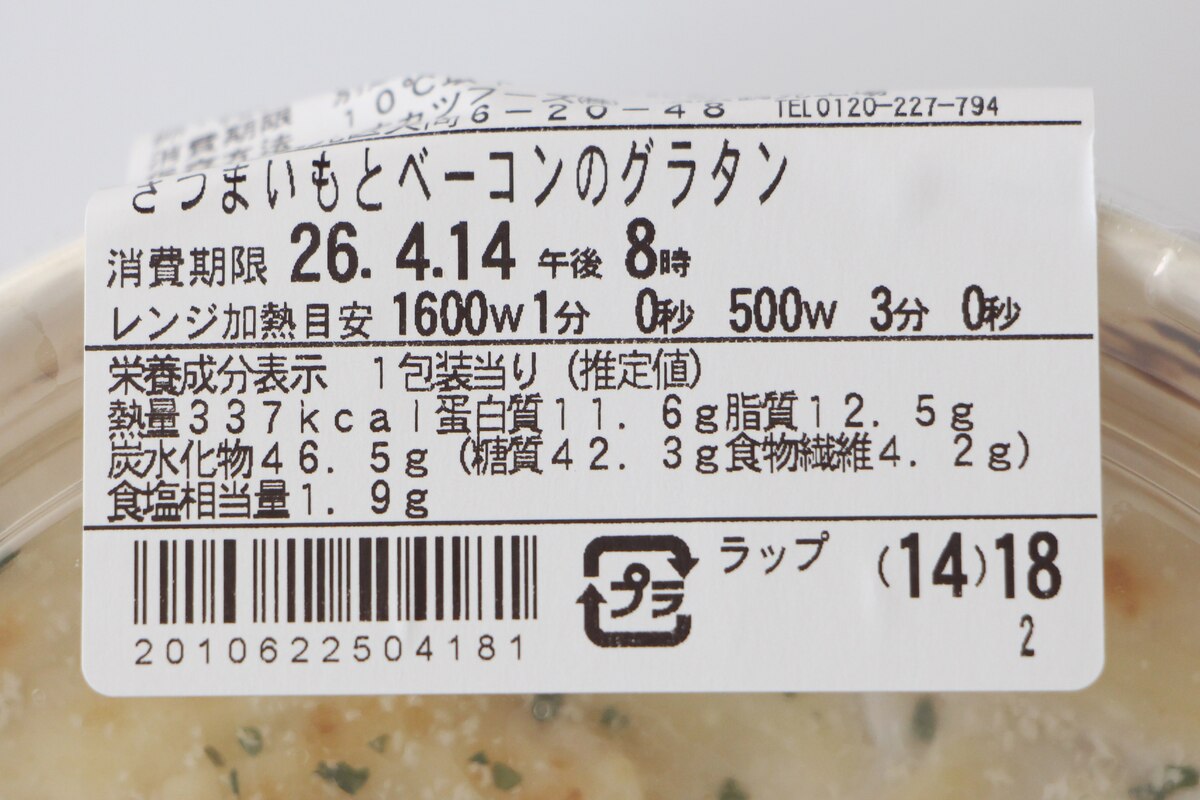 消費期限
10℃
6-20-48 TEL0120-227-794
さつまいもとベーコンのグラタン
消費期限 26. 4.14 午後 8時
レンジ加熱目安 1600W 1分 0秒 500W 3分 0秒
栄養成分表示 1包装当り (推定値)
熱量337kcal蛋白質11.6g脂質12.5g
炭水化物46.5g(糖質42.3g食物繊維4.2g)
食塩相当量1.9g
プラ ラップ (14)18
2010622504181 2